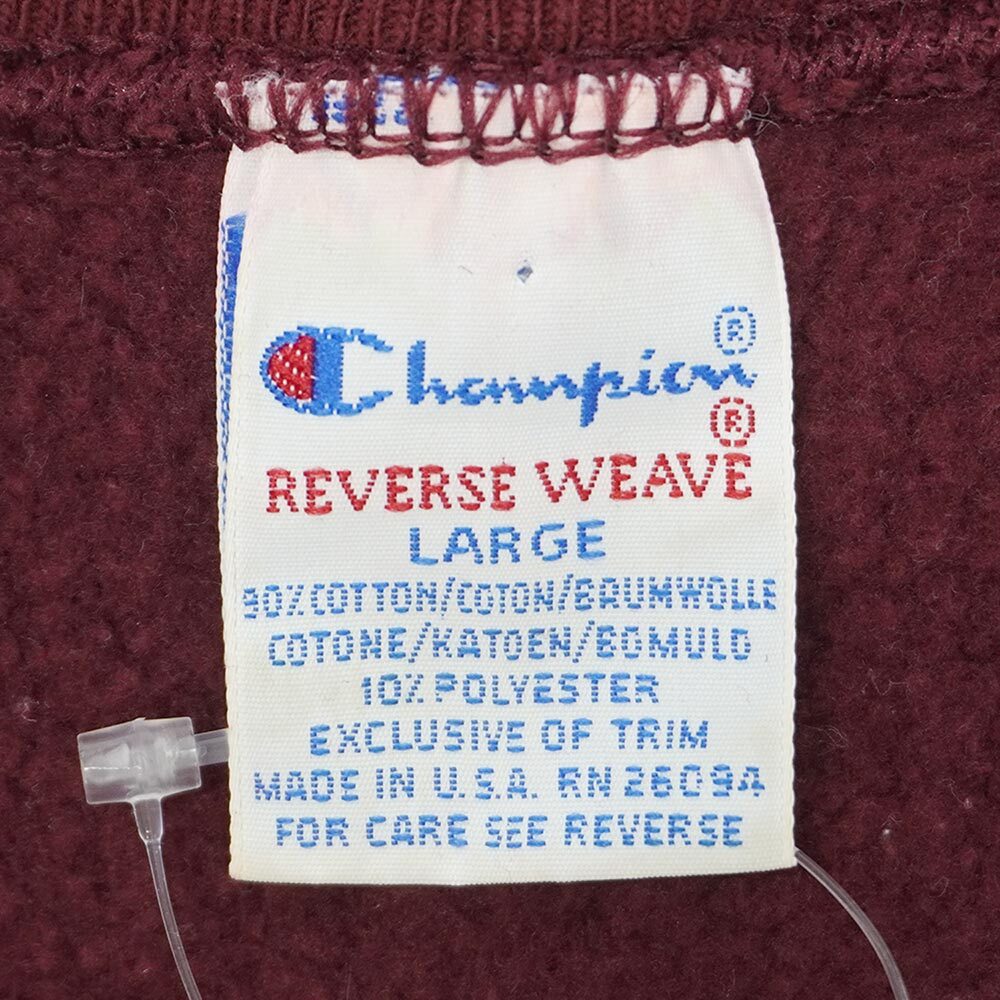 Champion®
REVERSE WEAVE®
LARGE
90% COTTON/COTON/BRUMWOLLE
COTONE/KATOEN/BOMULD
10% POLYESTER
EXCLUSIVE OF TRIM
MADE IN U.S.A. RN 26094
FOR CARE SEE REVERSE